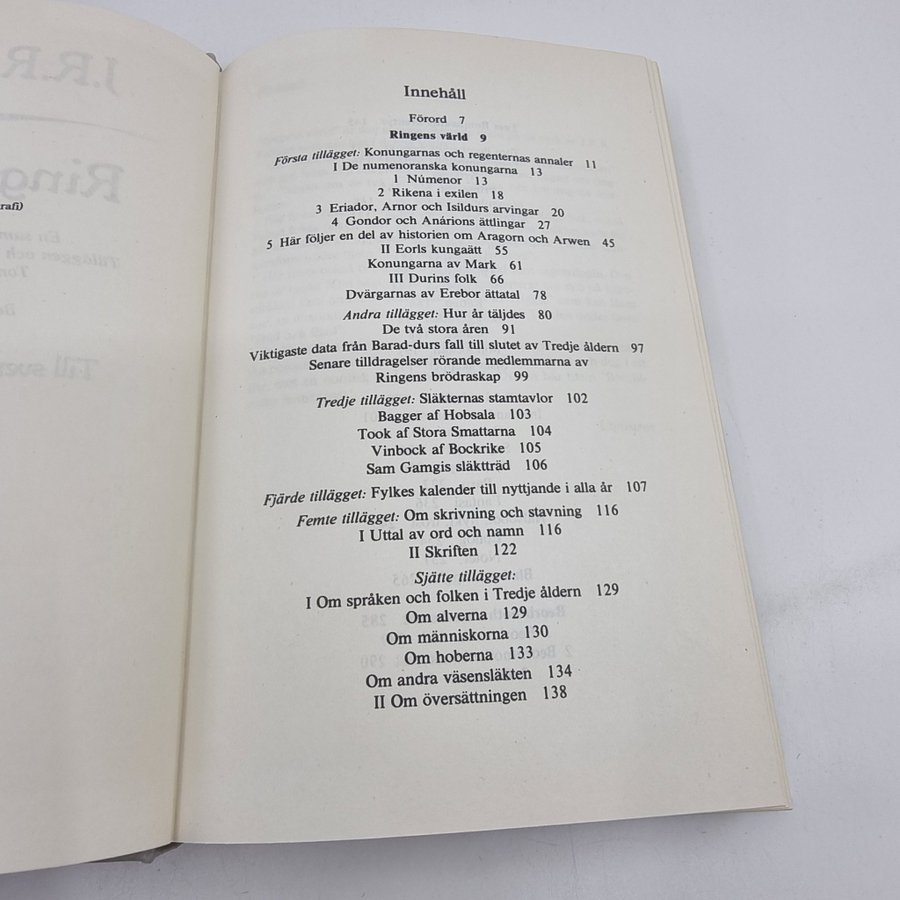 rafi)
Innehåll
Förord 7
Ringens värld 9
Första tillägget: Konungarnas och regenternas annaler 11
I De numenoranska konungarna 13
1 Númenor 13
2 Rikena i exilen 18
3 Eriador, Arnor och Isildurs arvingar 20
4 Gondor och Anárions ättlingar 27
5 Här följer en del av historien om Aragorn och Arwen 45
II Eorls kungaätt 55
Konungarna av Mark 61
III Durins folk 66
Dvärgarnas av Erebor ättatal 78
Andra tillägget: Hur år täljdes 80
De två stora åren 91
Viktigaste data från Barad-durs fall till slutet av Tredje åldern 97
Senare tilldragelser rörande medlemmarna av
Ringens brödraskap 99
Tredje tillägget: Släkternas stamtavlor 102
Bagger af Hobsala 103
Took af Stora Smattarna 104
Vinbock af Bockrike 105
Sam Gamgis släktträd 106
Fjärde tillägget: Fylkes kalender till nyttjande i alla år 107
Femte tillägget: Om skrivning och stavning 116
I Uttal av ord och namn 116
II Skriften 122
Sjätte tillägget:
I Om språken och folken i Tredje åldern 129
Om alverna 129
Om människorna 130
Om hoberna 133
Om andra väsensläkten 134
II Om översättningen 138